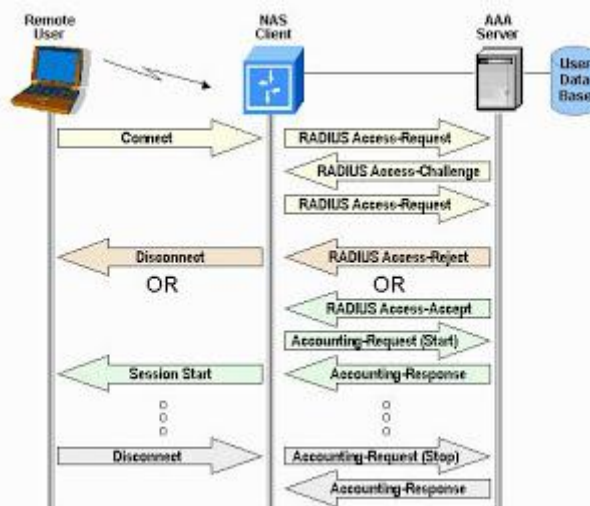 Remote
User
NAS
Client
AAA
Server
User
Data
Base
Connect
RADIUS Access-Request
RADIUS Access-Challenge
RADIUS Access-Request
Disconnect
RADIUS Access-Reject
OR
OR
RADIUS Access-Accept
Accounting-Request (Start)
Session Start
Accounting-Response
Disconnect
Accounting-Request (Stop)
Accounting-Response